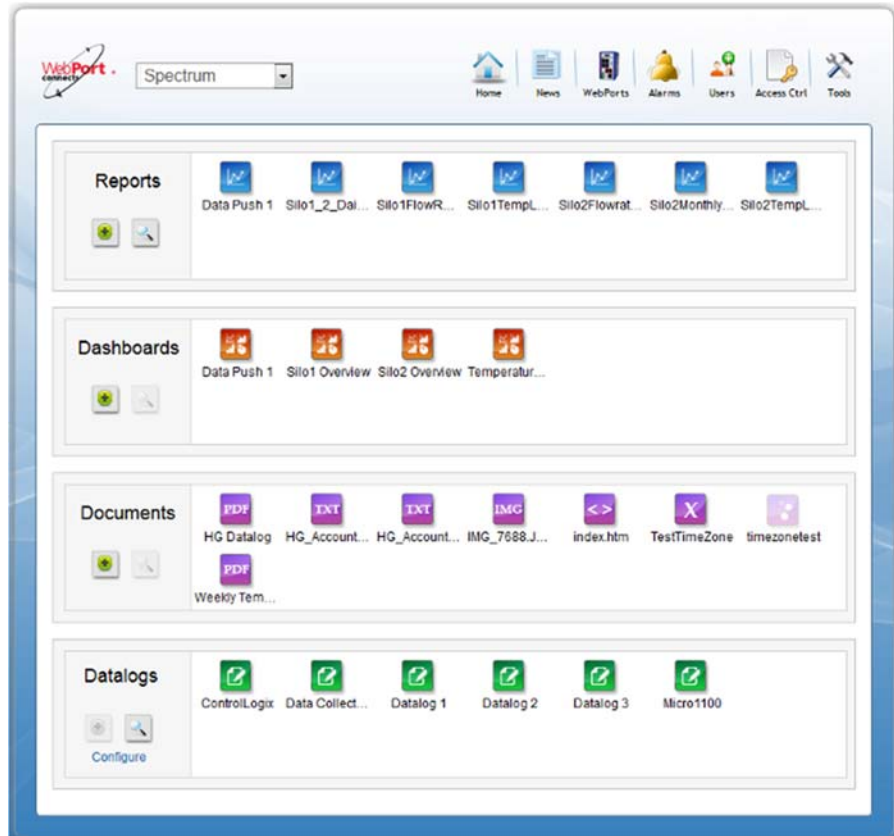 WebPort .
connects
Spectrum
Home News WebPorts Alarms Users Access Ctrl Tools
Reports
Data Push 1 Silo1_2_Dai... Silo1FlowR... Silo1TempL... Silo2Flowrat... Silo2Monthly... Silo2TempL...
Dashboards
Data Push 1 Silo1 Overview Silo2 Overview Temperatur...
Documents
PDF TXT TXT IMG <> X
HG Datalog HG_Account... HG_Account... IMG_7688.J... index.htm TestTimeZone timezonetest
PDF
Weekly Tem...
Datalogs
ControlLogix Data Collect... Datalog 1 Datalog 2 Datalog 3 Micro1100
Configure